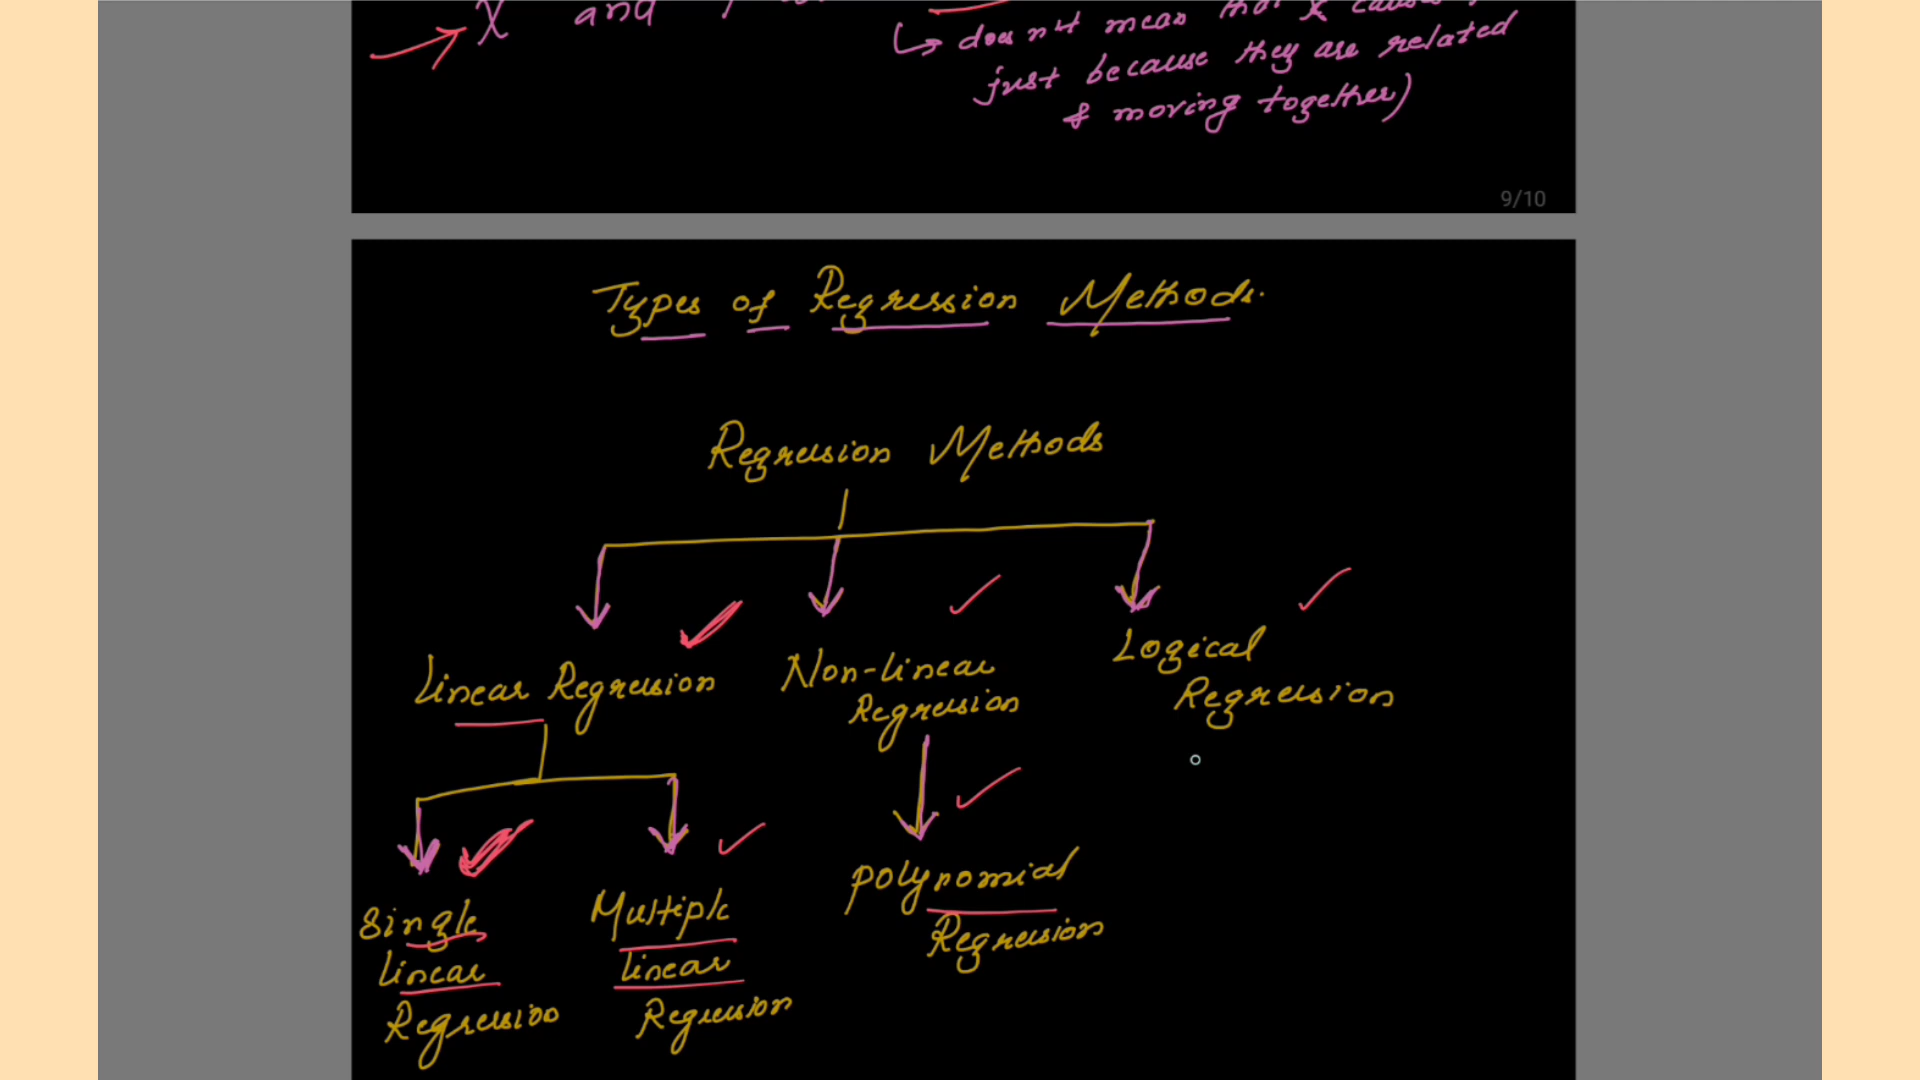 X and
doesn't mean that X causes
just because they are related
& moving together)
9/10
Types of Regression Methods.
Regression Methods
Linear Regression
Non-linear
Regression
Logical
Regression
Single
linear
Regression
Multiple
linear
Regression
polynomial
Regression